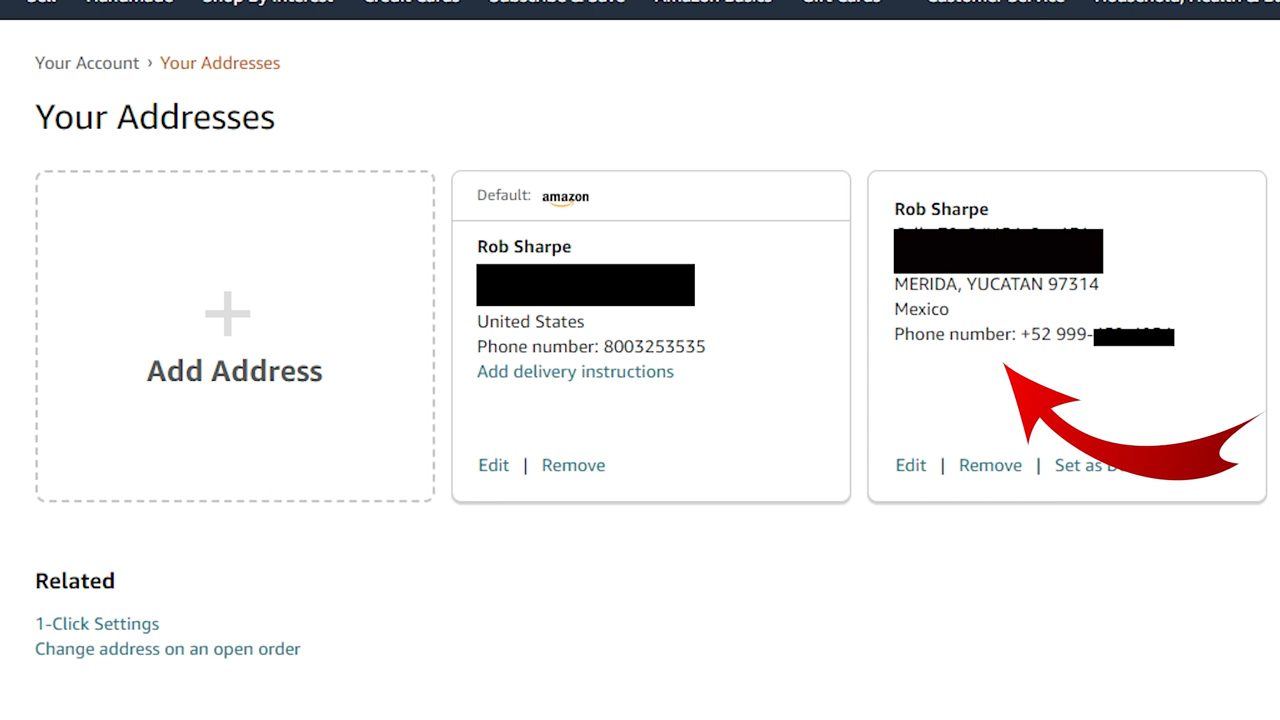 Your Account › Your Addresses
Your Addresses
Add Address
Default: amazon
Rob Sharpe
United States
Phone number: 8003253535
Add delivery instructions
Edit | Remove
Rob Sharpe
MERIDA, YUCATAN 97314
Mexico
Phone number: +52 999-
Edit | Remove | Set as
Related
1-Click Settings
Change address on an open order